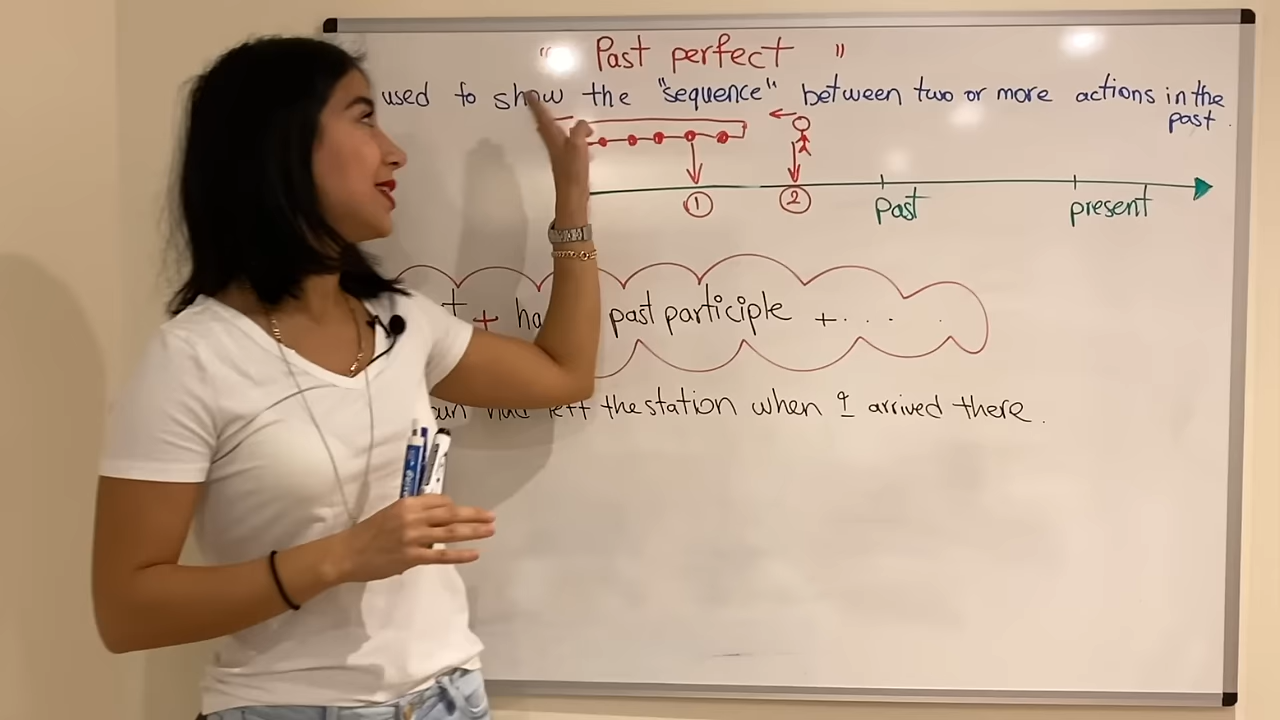 " Past perfect "
used to show the "sequence" between two or more actions in the
past.
1 2 past present
+ past participle + . . . .
left the station when I arrived there.